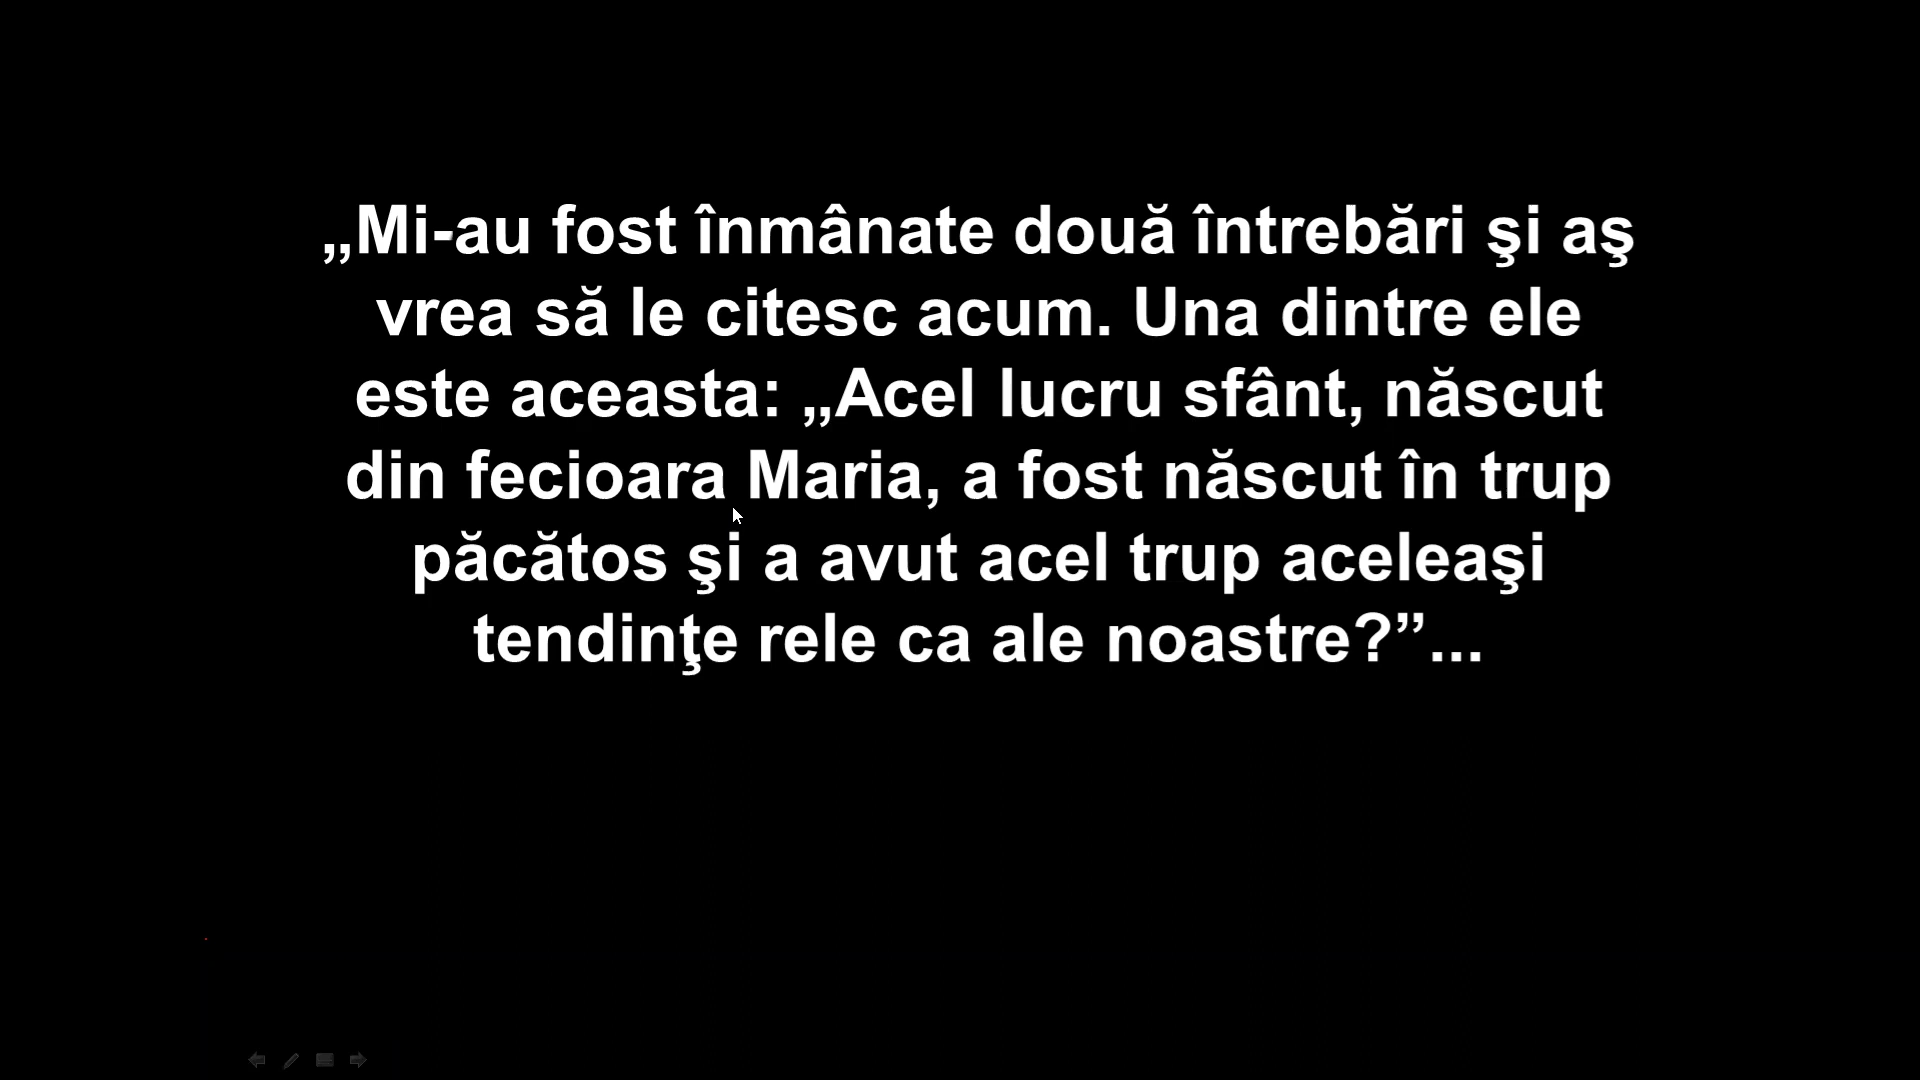 „Mi-au fost înmânate două întrebări şi aş
vrea să le citesc acum. Una dintre ele
este aceasta: „Acel lucru sfânt, născut
din fecioara Maria, a fost născut în trup
păcătos şi a avut acel trup aceleaşi
tendinţe rele ca ale noastre?”...